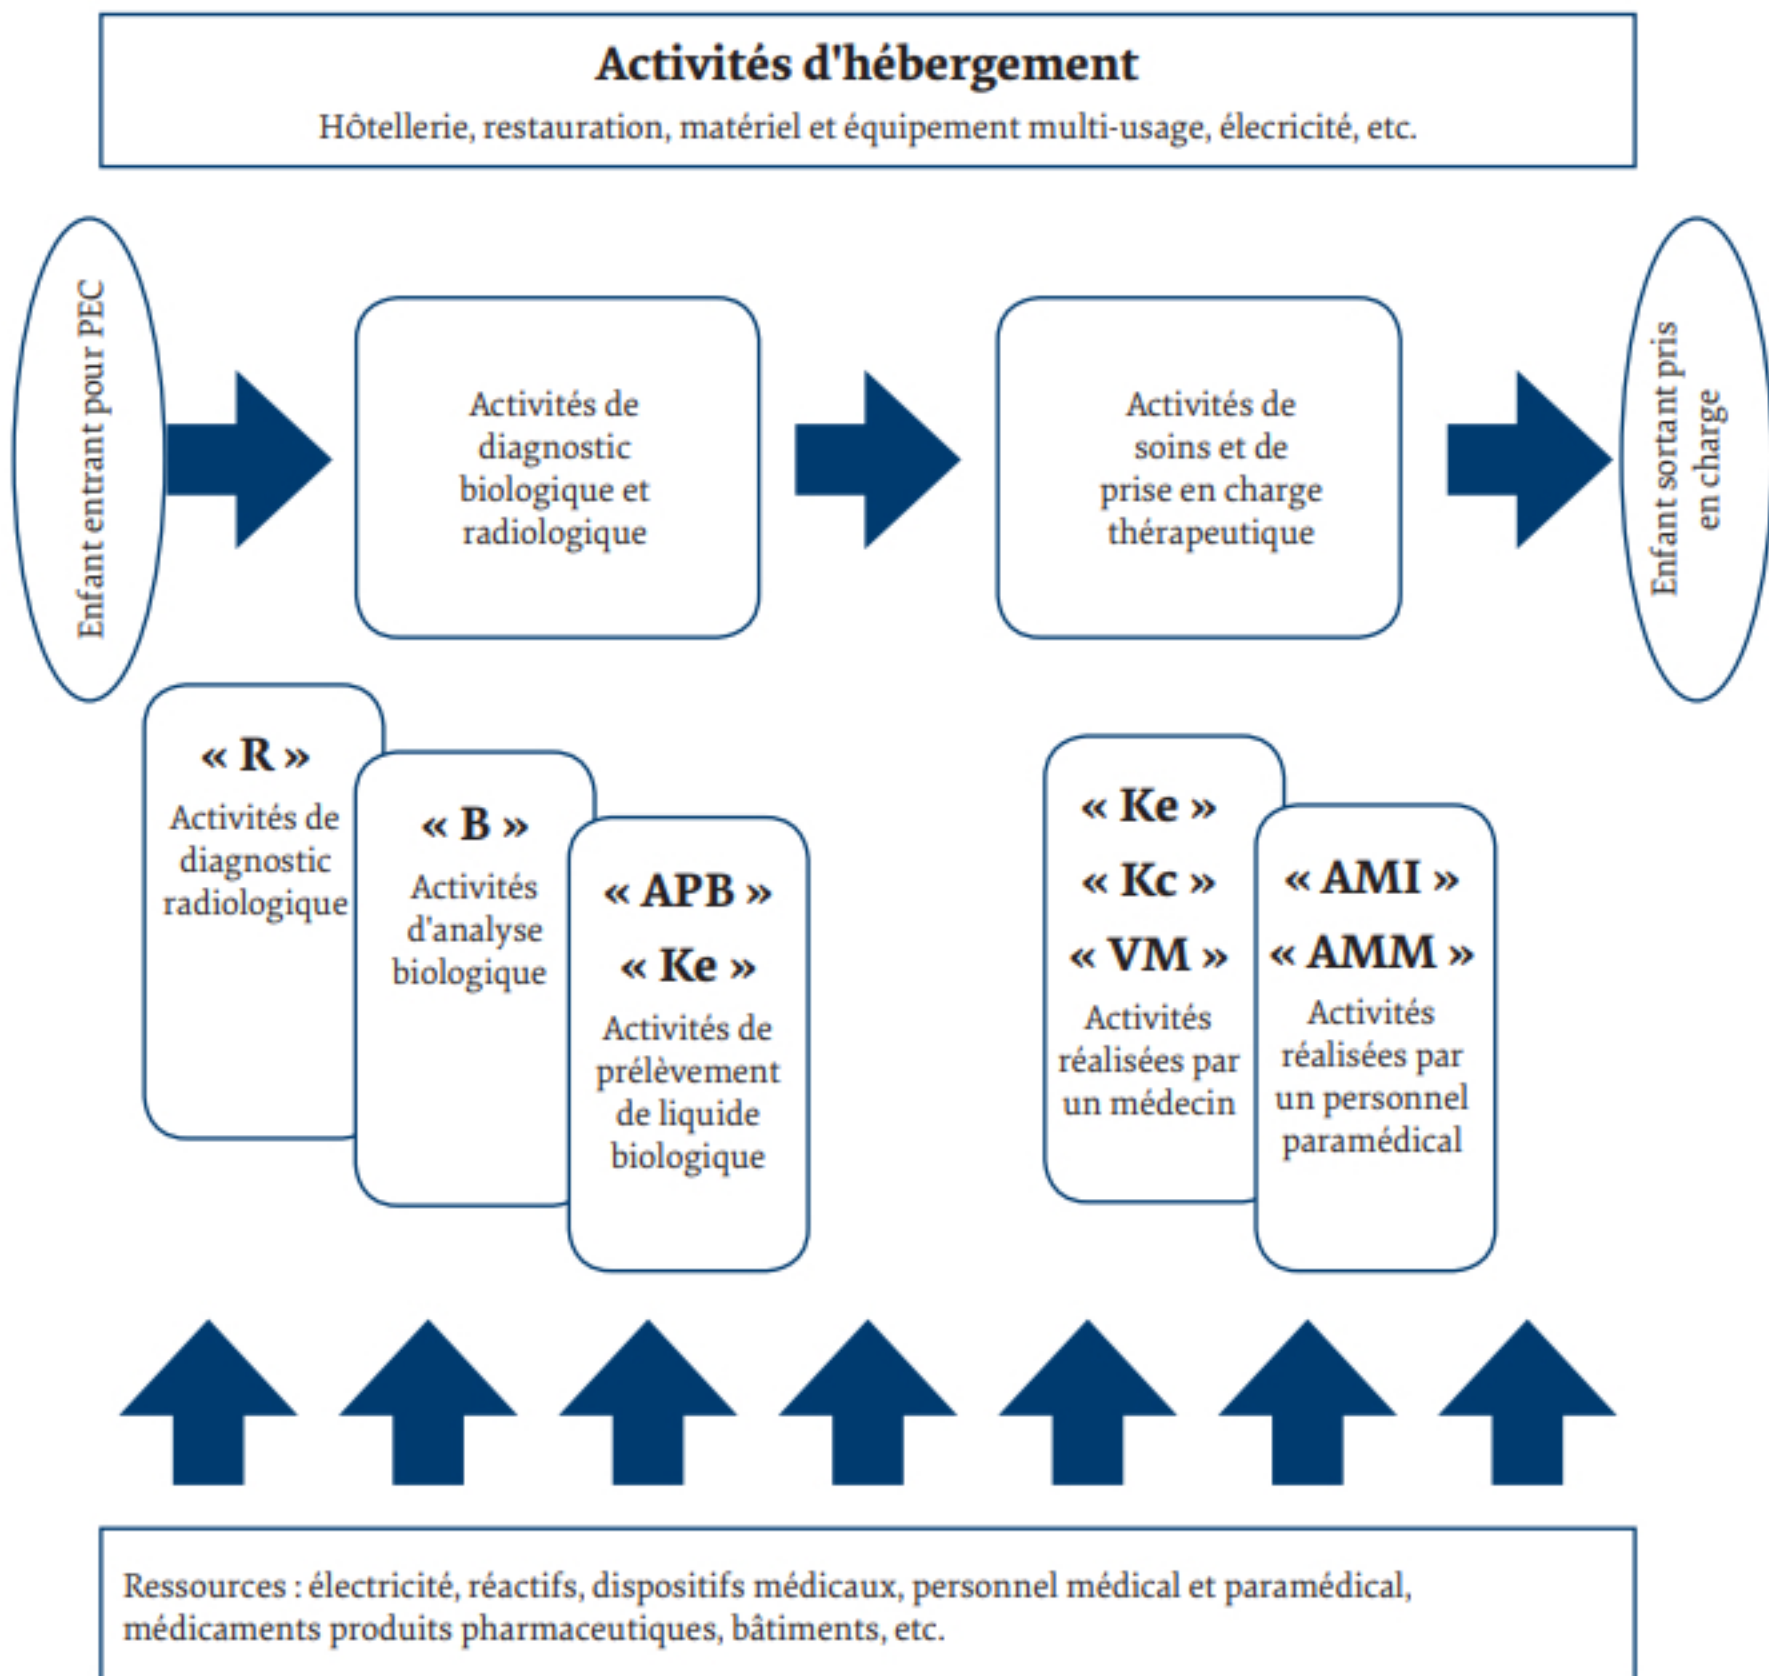 Activités d'hébergement
Hôtellerie, restauration, matériel et équipement multi-usage, élecricité, etc.
Enfant entrant pour PEC
Activités de
diagnostic
biologique et
radiologique
Activités de
soins et de
prise en charge
thérapeutique
Enfant sortant pris
en charge
« R »
Activités de
diagnostic
radiologique
« B »
Activités
d'analyse
biologique
« APB »
« Ke »
Activités de
prélèvement
de liquide
biologique
« Ke »
« Kc »
« VM »
Activités
réalisées par
un médecin
« AMI »
« AMM »
Activités
réalisées par
un personnel
paramédical
Ressources : électricité, réactifs, dispositifs médicaux, personnel médical et paramédical,
médicaments produits pharmaceutiques, bâtiments, etc.